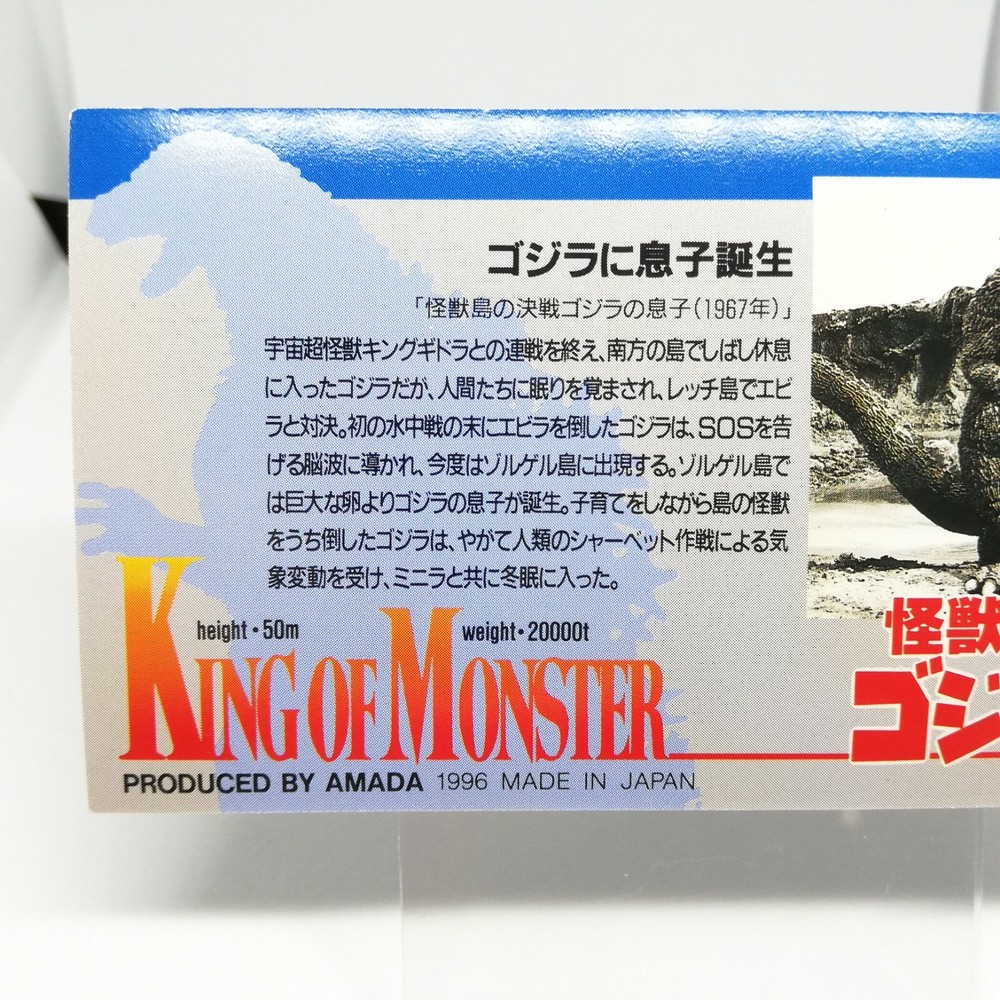 ゴジラに息子誕生
「怪獣島の決戦ゴジラの息子(1967年)」
宇宙超怪獣キングギドラとの連戦を終え、南方の島でしばし休息
に入ったゴジラだが、人間たちに眠りを覚まされ、レッチ島でエビ
ラと対決。初の水中戦の末にエビラを倒したゴジラは、SOSを告
げる脳波に導かれ、今度はゾルゲル島に出現する。ゾルゲル島で
は巨大な卵よりゴジラの息子が誕生。子育てをしながら島の怪獣
をうち倒したゴジラは、やがて人類のシャーベット作戦による気
象変動を受け、ミニラと共に冬眠に入った。
height・50m weight・20000t
KING OF MONSTER
PRODUCED BY AMADA 1996 MADE IN JAPAN
怪獣
ゴジ